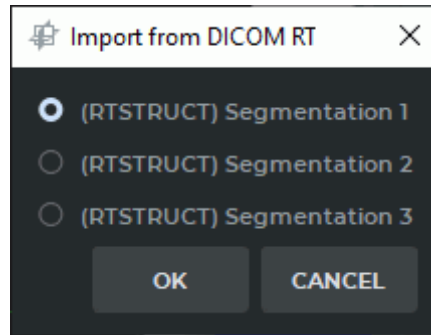 Import from DICOM RT
(RTSTRUCT) Segmentation 1
(RTSTRUCT) Segmentation 2
(RTSTRUCT) Segmentation 3
OK CANCEL